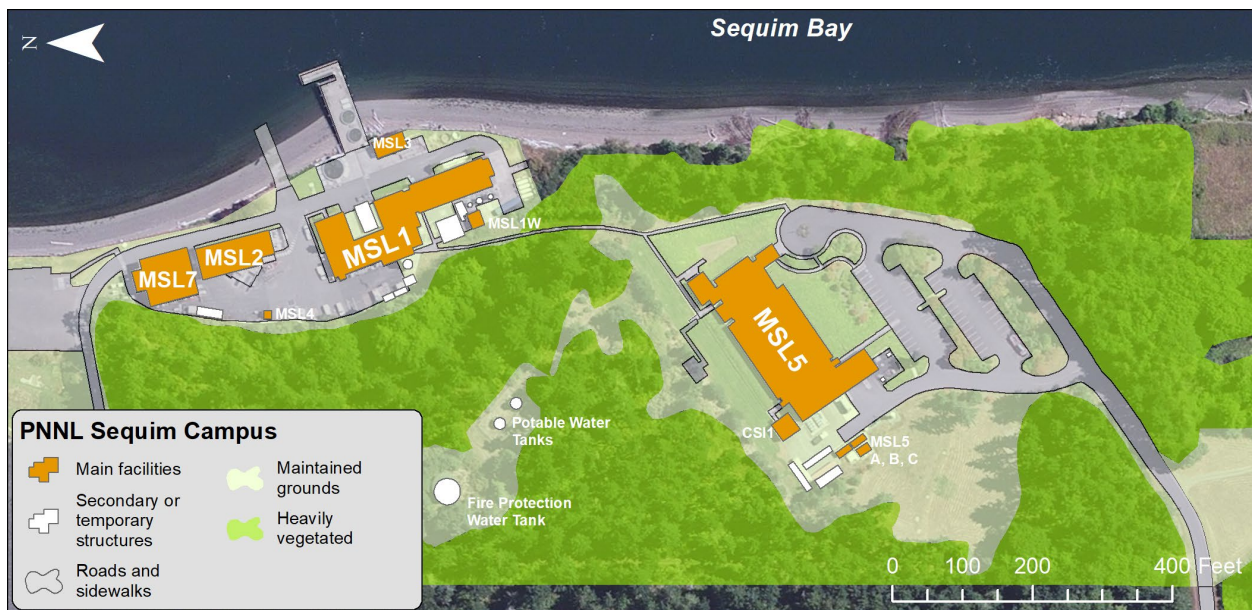 Sequim Bay
N
MSL3
MSL1W
MSL1
MSL2
MSL7
MSL4
MSL5
CSI1
MSL5
A, B, C
Potable Water
Tanks
Fire Protection
Water Tank
PNNL Sequim Campus
Main facilities
Secondary or
temporary
structures
Roads and
sidewalks
Maintained
grounds
Heavily
vegetated
0 100 200 400 Feet